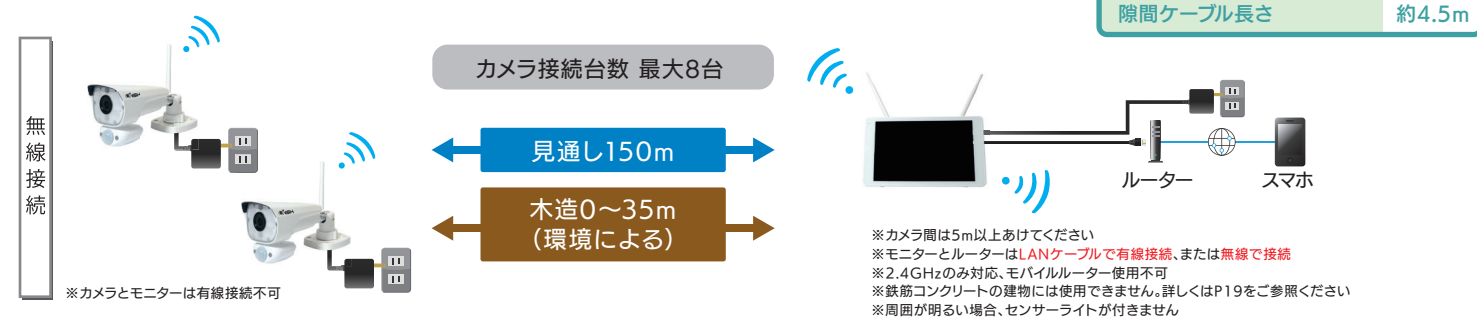 隙間ケーブル長さ 約4.5m
無線接続
カメラ接続台数 最大8台
見通し150m
木造0〜35m
(環境による)
ルーター
スマホ
※カメラとモニターは有線接続不可
※カメラ間は5m以上あけてください
※モニターとルーターはLANケーブルで有線接続、または無線で接続
※2.4GHzのみ対応、モバイルルーター使用不可
※鉄筋コンクリートの建物には使用できません。詳しくはP19をご参照ください
※周囲が明るい場合、センサーライトが付きません